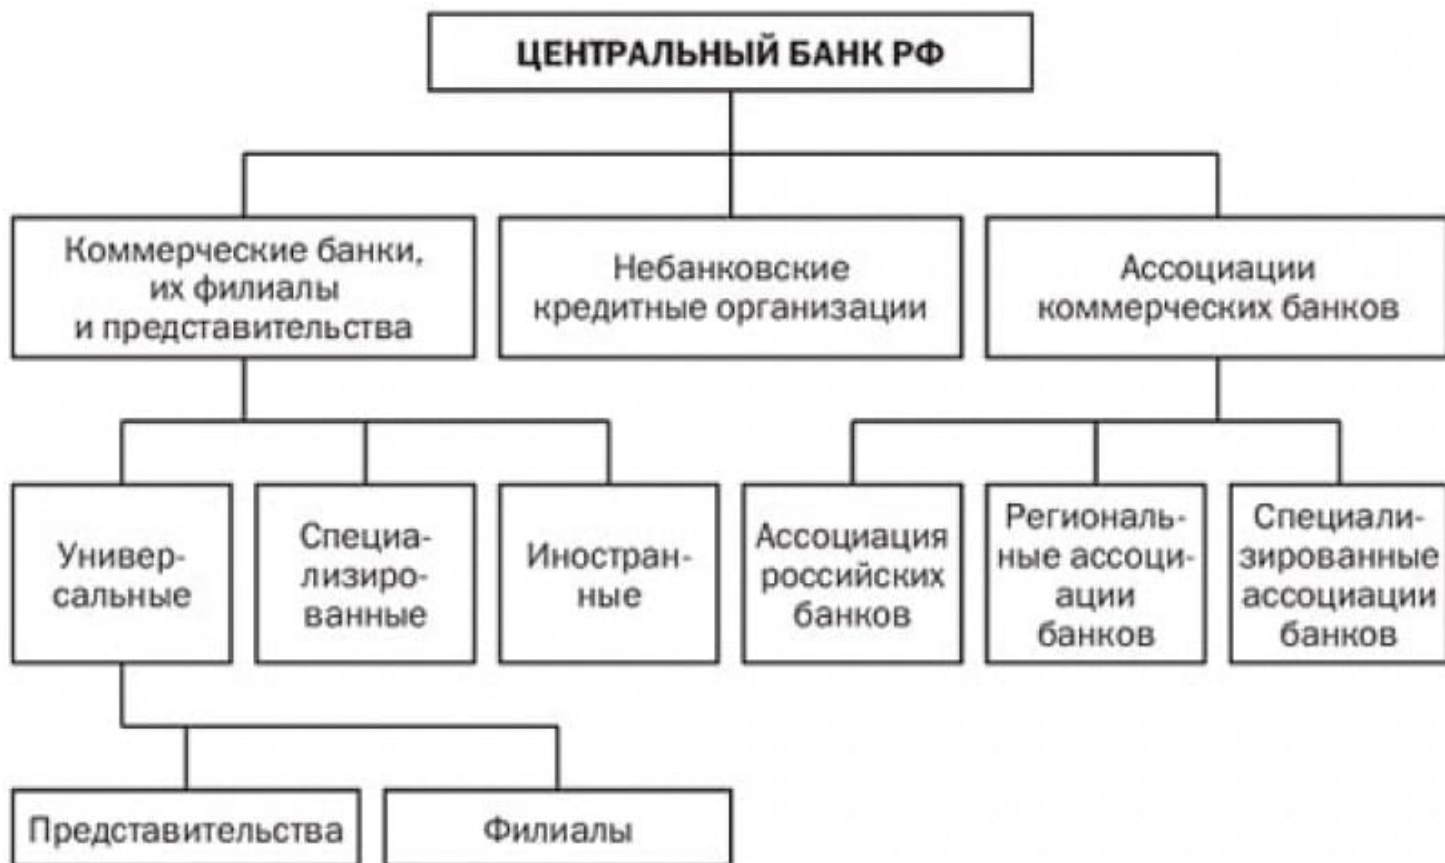 ЦЕНТРАЛЬНЫЙ БАНК РФ
Коммерческие банки,
их филиалы
и представительства
Небанковские
кредитные организации
Ассоциации
коммерческих банков
Универ-
сальные
Специа-
лизиро-
ванные
Иностран-
ные
Ассоциация
российских
банков
Региональ-
ные ассоци-
ации
банков
Специали-
зированные
ассоциации
банков
Представительства
Филиалы